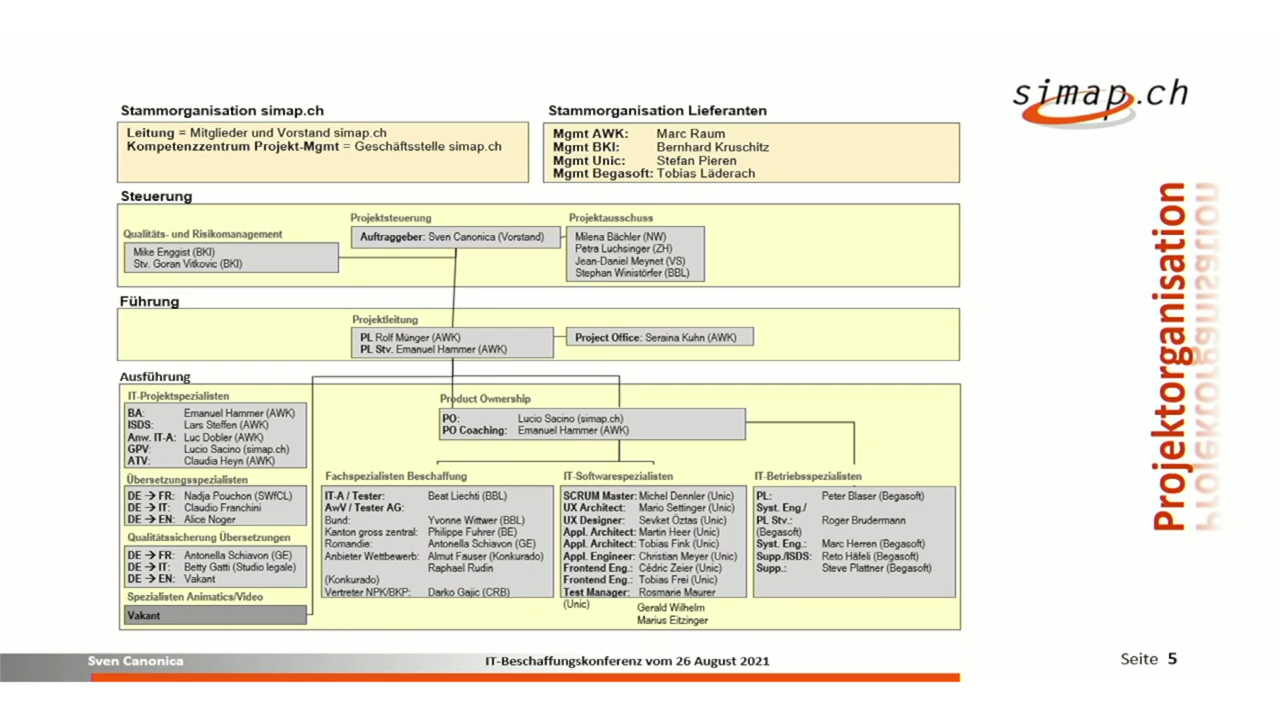 simap.ch
Stammorganisation simap.ch
Leitung = Mitglieder und Vorstand simap.ch
Kompetenzzentrum Projekt-Mgmt = Geschäftsstelle simap.ch
Stammorganisation Lieferanten
Mgmt AWK: Marc Raum
Mgmt BKI: Bernhard Kruschitz
Mgmt Unic: Stefan Pieren
Mgmt Begasoft: Tobias Läderach
Projektorganisation
Steuerung
Qualitäts- und Risikomanagement
Mike Enggist (BKI)
Stv. Goran Vitkovic (BKI)
Projektsteuerung
Auftraggeber: Sven Canonica (Vorstand)
Projektausschuss
Milena Bächler (NW)
Petra Luchsinger (ZH)
Jean-Daniel Meynet (VS)
Stephan Winistörfer (BBL)
Führung
Projektleitung
PL Rolf Münger (AWK)
PL Stv. Emanuel Hammer (AWK)
Project Office: Seraina Kuhn (AWK)
Ausführung
IT-Projektspezialisten
BA: Emanuel Hammer (AWK)
ISDS: Lars Steffen (AWK)
Anw. IT-A: Luc Dobler (AWK)
GPV: Lucio Sacino (simap.ch)
ATV: Claudia Heyn (AWK)
Übersetzungsspezialisten
DE → FR: Nadja Pouchon (SWfCL)
DE → IT: Claudio Franchini
DE → EN: Alice Noger
Qualitätssicherung Übersetzungen
DE → FR: Antonella Schiavon (GE)
DE → IT: Betty Gatti (Studio legale)
DE → EN: Vakant
Spezialisten Animatics/Video
Vakant
Product Ownership
PO: Lucio Sacino (simap.ch)
PO Coaching: Emanuel Hammer (AWK)
Fachspezialisten Beschaffung
IT-A / Tester: Beat Liechti (BBL)
AwV / Tester AG:
Bund: Yvonne Wittwer (BBL)
Kanton gross zentral: Philippe Fuhrer (BE)
Romandie: Antonella Schiavon (GE)
Anbieter Wettbewerb: Almut Fauser (Konkurado)
Raphael Rudin
(Konkurado)
Vertreter NPK/BKP: Darko Gajic (CRB)
IT-Softwarespezialisten
SCRUM Master: Michel Dennler (Unic)
UX Architect: Mario Settinger (Unic)
UX Designer: Sevket Öztas (Unic)
Appl. Architect: Martin Heer (Unic)
Appl. Architect: Tobias Fink (Unic)
Appl. Engineer: Christian Meyer (Unic)
Frontend Eng.: Cédric Zeier (Unic)
Frontend Eng.: Tobias Frei (Unic)
Test Manager: Rosmarie Maurer
(Unic)
Gerald Wilhelm
Marius Eitzinger
IT-Betriebsspezialisten
PL: Peter Blaser (Begasoft)
Syst. Eng./
PL Stv.: Roger Brudermann
(Begasoft)
Syst. Eng.: Marc Herren (Begasoft)
Supp./ISDS: Reto Häfeli (Begasoft)
Supp.: Steve Plattner (Begasoft)
Sven Canonica
IT-Beschaffungskonferenz vom 26 August 2021
Seite 5